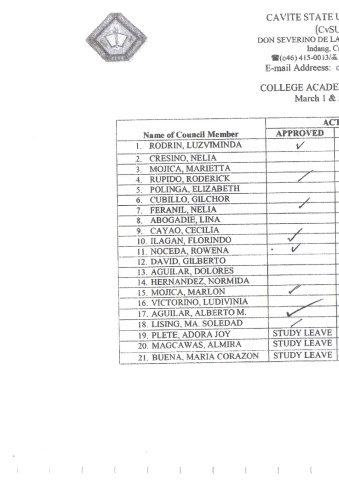 CAVITE STATE U
(CvSU
DON SEVERINO DE LA
Indang, C
☎(046) 415-0013/
E-mail Addreess: c
COLLEGE ACADE
March 1 &
ACT
Name of Council Member APPROVED
1. RODRIN, LUZVIMINDA ✓
2. CRESINO, NELIA
3. MOJICA, MARIETTA
4. RUPIDO, RODERICK ✓
5. POLINGA, ELIZABETH
6. CUBILLO, GILCHOR ✓
7. FERANIL, NELIA
8. ABOGADIE, LINA
9. CAYAO, CECILIA
10. ILAGAN, FLORINDO ✓
11. NOCEDA, ROWENA ✓
12. DAVID, GILBERTO
13. AGUILAR, DOLORES
14. HERNANDEZ, NORMIDA
15. MOJICA, MARLON ✓
16. VICTORINO, LUDIVINIA
17. AGUILAR, ALBERTO M. ✓
18. LISING, MA. SOLEDAD ✓
19. PLETE, ADORA JOY STUDY LEAVE
20. MAGCAWAS, ALMIRA STUDY LEAVE
21. BUENA, MARIA CORAZON STUDY LEAVE